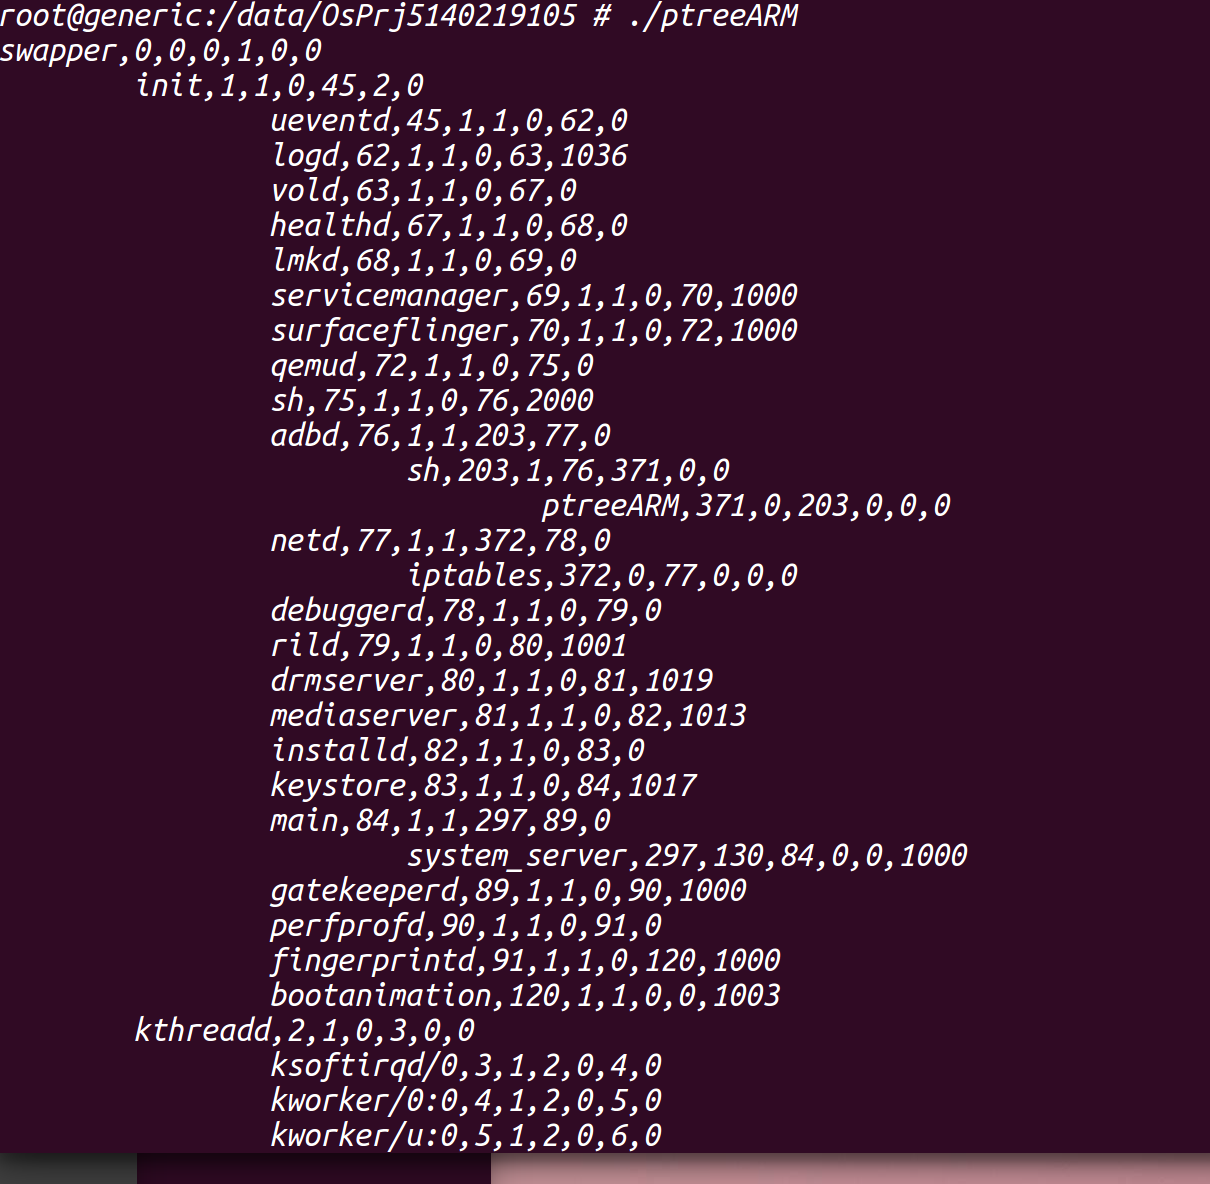 root@generic:/data/OsPrj5140219105 # ./ptreeARM
swapper,0,0,0,1,0,0
init,1,1,0,45,2,0
ueventd,45,1,1,0,62,0
logd,62,1,1,0,63,1036
vold,63,1,1,0,67,0
healthd,67,1,1,0,68,0
lmkd,68,1,1,0,69,0
servicemanager,69,1,1,0,70,1000
surfaceflinger,70,1,1,0,72,1000
qemud,72,1,1,0,75,0
sh,75,1,1,0,76,2000
adbd,76,1,1,203,77,0
sh,203,1,76,371,0,0
ptreeARM,371,0,203,0,0,0
netd,77,1,1,372,78,0
iptables,372,0,77,0,0,0
debuggerd,78,1,1,0,79,0
rild,79,1,1,0,80,1001
drmserver,80,1,1,0,81,1019
mediaserver,81,1,1,0,82,1013
installd,82,1,1,0,83,0
keystore,83,1,1,0,84,1017
main,84,1,1,297,89,0
system_server,297,130,84,0,0,1000
gatekeeperd,89,1,1,0,90,1000
perfprofd,90,1,1,0,91,0
fingerprintd,91,1,1,0,120,1000
bootanimation,120,1,1,0,0,1003
kthreadd,2,1,0,3,0,0
ksoftirqd/0,3,1,2,0,4,0
kworker/0:0,4,1,2,0,5,0
kworker/u:0,5,1,2,0,6,0